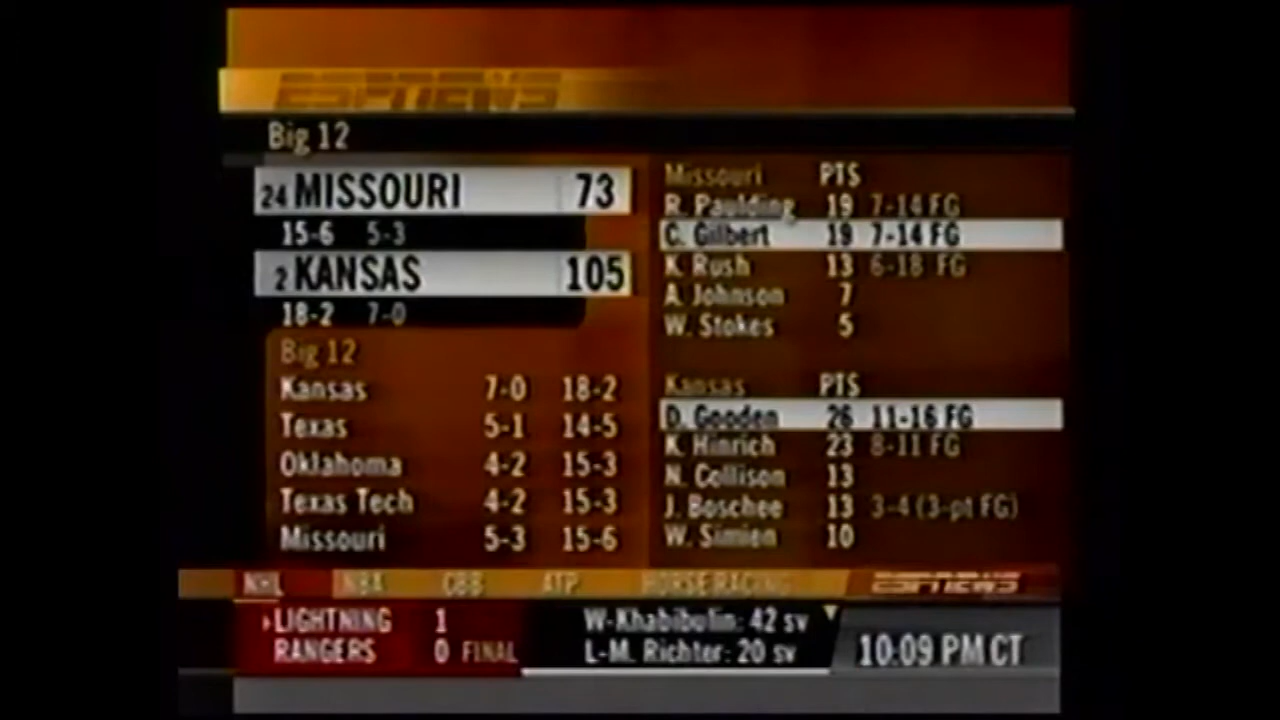 ESPNEWS
Big 12
24 MISSOURI 73
15-6 5-3
2 KANSAS 105
18-2 7-0
Big 12
Kansas 7-0 18-2
Texas 5-1 14-5
Oklahoma 4-2 15-3
Texas Tech 4-2 15-3
Missouri 5-3 15-6
Missouri PTS
R. Paulding 19 7-14 FG
C. Gilbert 19 7-14 FG
K. Rush 13 6-18 FG
A. Johnson 7
W. Stokes 5
Kansas PTS
D. Gooden 26 11-16 FG
K. Hinrich 23 8-11 FG
N. Collison 13
J. Boschee 13 3-4 (3-pt FG)
W. Simien 10
NHL NBA CBB ATP HORSE RACING ESPNEWS
LIGHTNING 1
RANGERS 0 FINAL
W-Khabibulin: 42 sv
L-M. Richter: 20 sv
10:09 PM CT